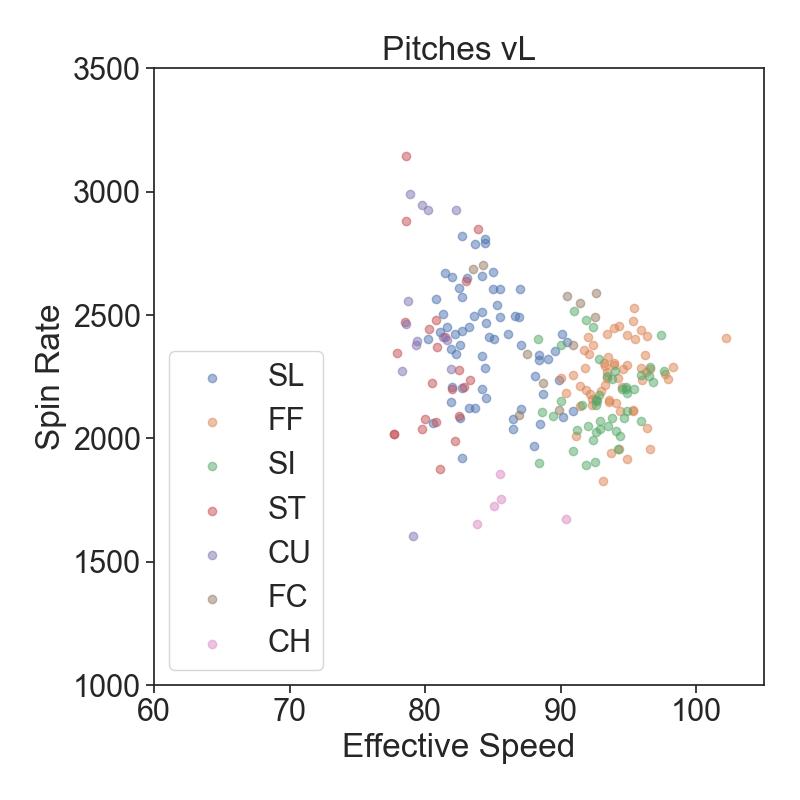 Pitches vL
3500
3000
2500
2000
1500
1000
Spin Rate
SL
FF
SI
ST
CU
FC
CH
60 70 80 90 100
Effective Speed